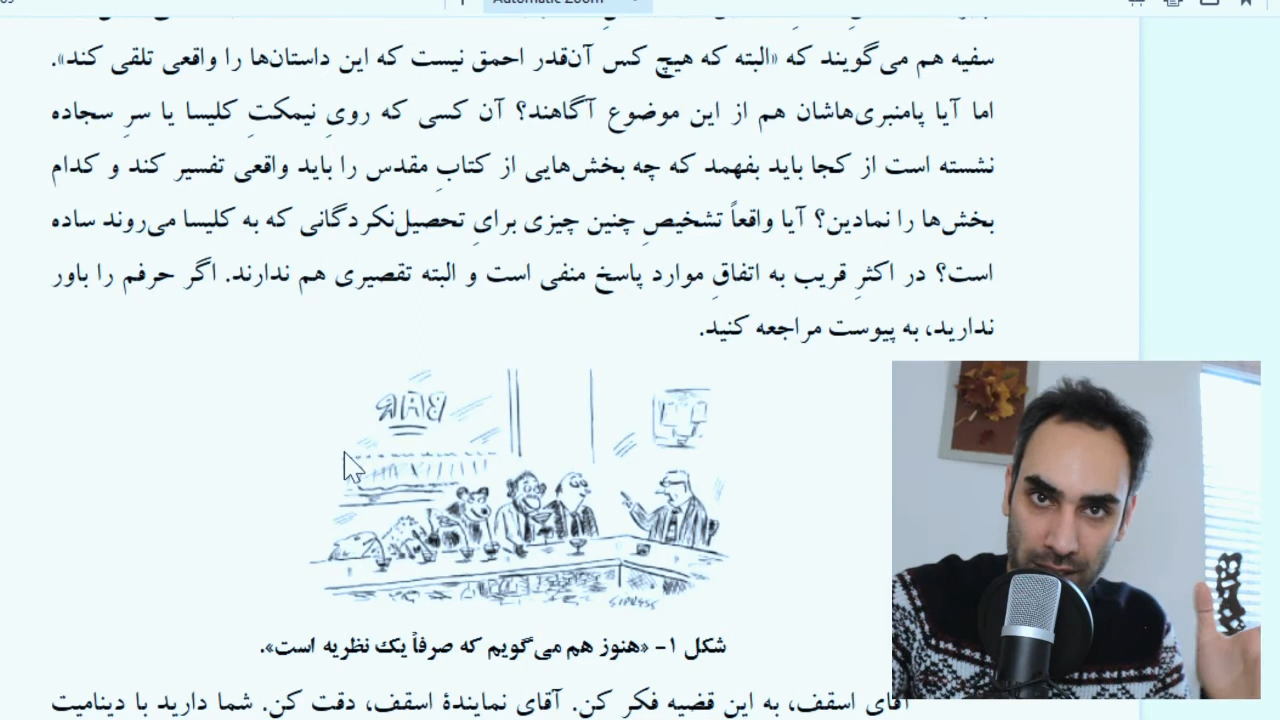 Automatic Zoom
سفیه هم می‌گویند که «البته که هیچ کس آن‌قدر احمق نیست که این داستان‌ها را واقعی تلقی کند».
اما آیا پامنبری‌هاشان هم از این موضوع آگاهند؟ آن کسی که رویِ نیمکتِ کلیسا یا سرِ سجاده
نشسته است از کجا باید بفهمد که چه بخش‌هایی از کتابِ مقدس را باید واقعی تفسیر کند و کدام
بخش‌ها را نمادین؟ آیا واقعاً تشخیصِ چنین چیزی برایِ تحصیل‌نکردگانی که به کلیسا می‌روند ساده
است؟ در اکثرِ قریب به اتفاقِ موارد پاسخ منفی است و البته تقصیری هم ندارند. اگر حرفم را باور
ندارید، به پیوست مراجعه کنید.
BAR
شکل ۱- «هنوز هم می‌گویم که صرفاً یک نظریه است».
آقای اسقف، به این قضیه فکر کن. آقای نمایندهٔ اسقف، دقت کن. شما دارید با دینامیت